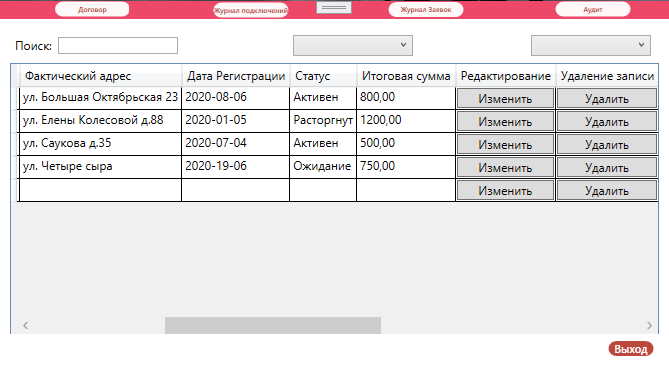 Договор Журнал подключений Журнал Заявок Аудит
Поиск:
Фактический адрес Дата Регистрации Статус Итоговая сумма Редактирование Удаление записи
ул. Большая Октябрьская 23 2020-08-06 Активен 800,00 Изменить Удалить
ул. Елены Колесовой д.88 2020-01-05 Расторгнут 1200,00 Изменить Удалить
ул. Саукова д.35 2020-07-04 Активен 500,00 Изменить Удалить
ул. Четыре сыра 2020-19-06 Ожидание 750,00 Изменить Удалить
Изменить Удалить
Выход